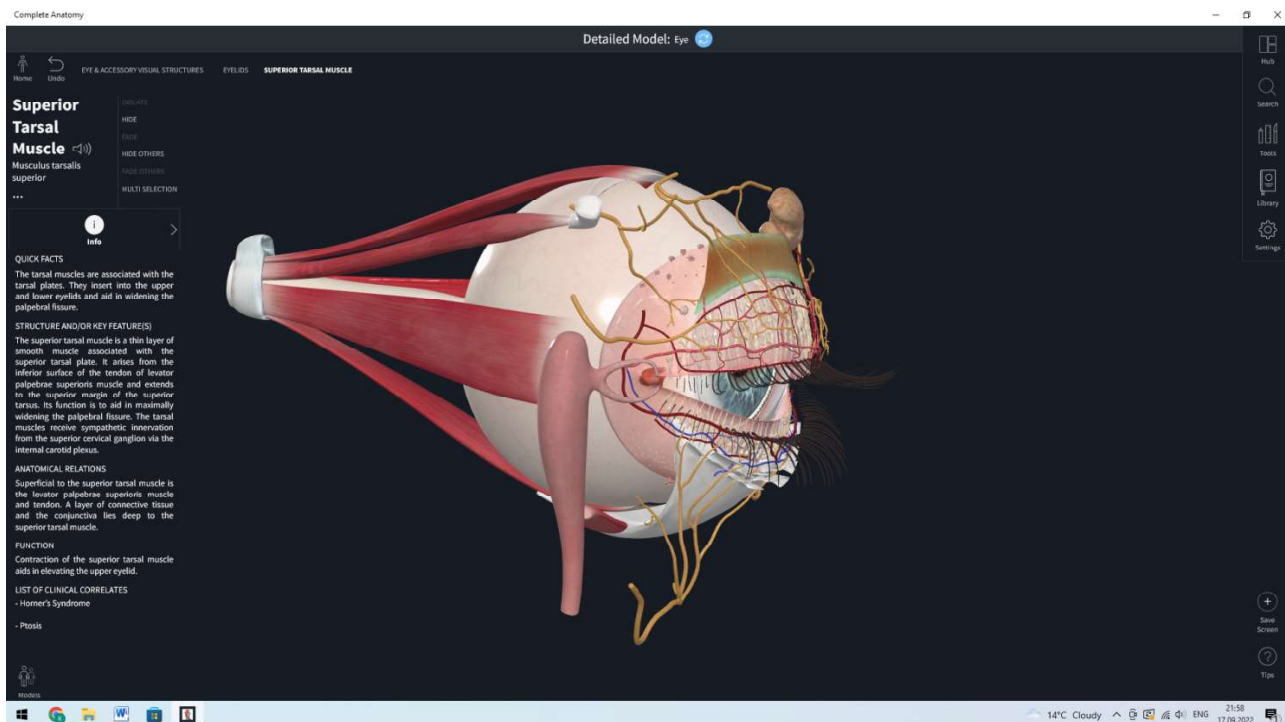 Complete Anatomy
Detailed Model: Eye
Home
Undo
EYE & ACCESSORY VISUAL STRUCTURES
EYELIDS
SUPERIOR TARSAL MUSCLE
Hub
Search
Tools
Library
Settings
Superior
Tarsal
Muscle
Musculus tarsalis
superior
...
ISOLATE
HIDE
FADE
HIDE OTHERS
FADE OTHERS
MULTI SELECTION
Info
QUICK FACTS
The tarsal muscles are associated with the
tarsal plates. They insert into the upper
and lower eyelids and aid in widening the
palpebral fissure.
STRUCTURE AND/OR KEY FEATURE(S)
The superior tarsal muscle is a thin layer of
smooth muscle associated with the
superior tarsal plate. It arises from the
inferior surface of the tendon of levator
palpebrae superioris muscle and extends
to the superior margin of the superior
tarsus. Its function is to aid in maximally
widening the palpebral fissure. The tarsal
muscles receive sympathetic innervation
from the superior cervical ganglion via the
internal carotid plexus.
ANATOMICAL RELATIONS
Superficial to the superior tarsal muscle is
the levator palpebrae superioris muscle
and tendon. A layer of connective tissue
and the conjunctiva lies deep to the
superior tarsal muscle.
FUNCTION
Contraction of the superior tarsal muscle
aids in elevating the upper eyelid.
LIST OF CLINICAL CORRELATES
- Horner's Syndrome
- Ptosis
Models
Save
Screen
Tips
14°C Cloudy
ENG
21:58
17.09.2022